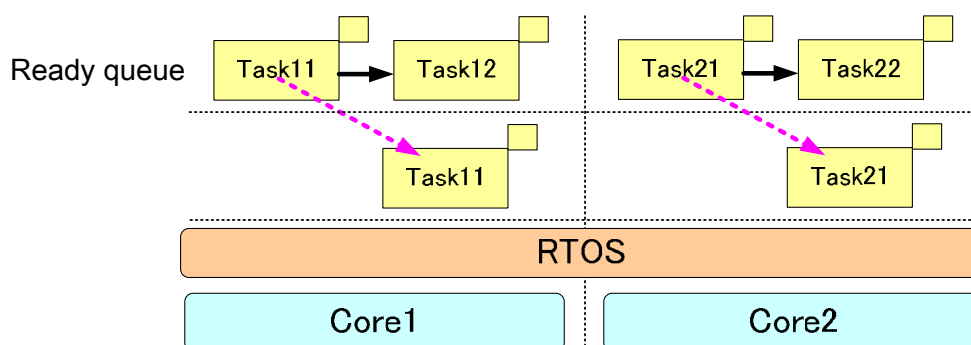 Ready queue
Task11
Task12
Task21
Task22
Task11
Task21
RTOS
Core1
Core2